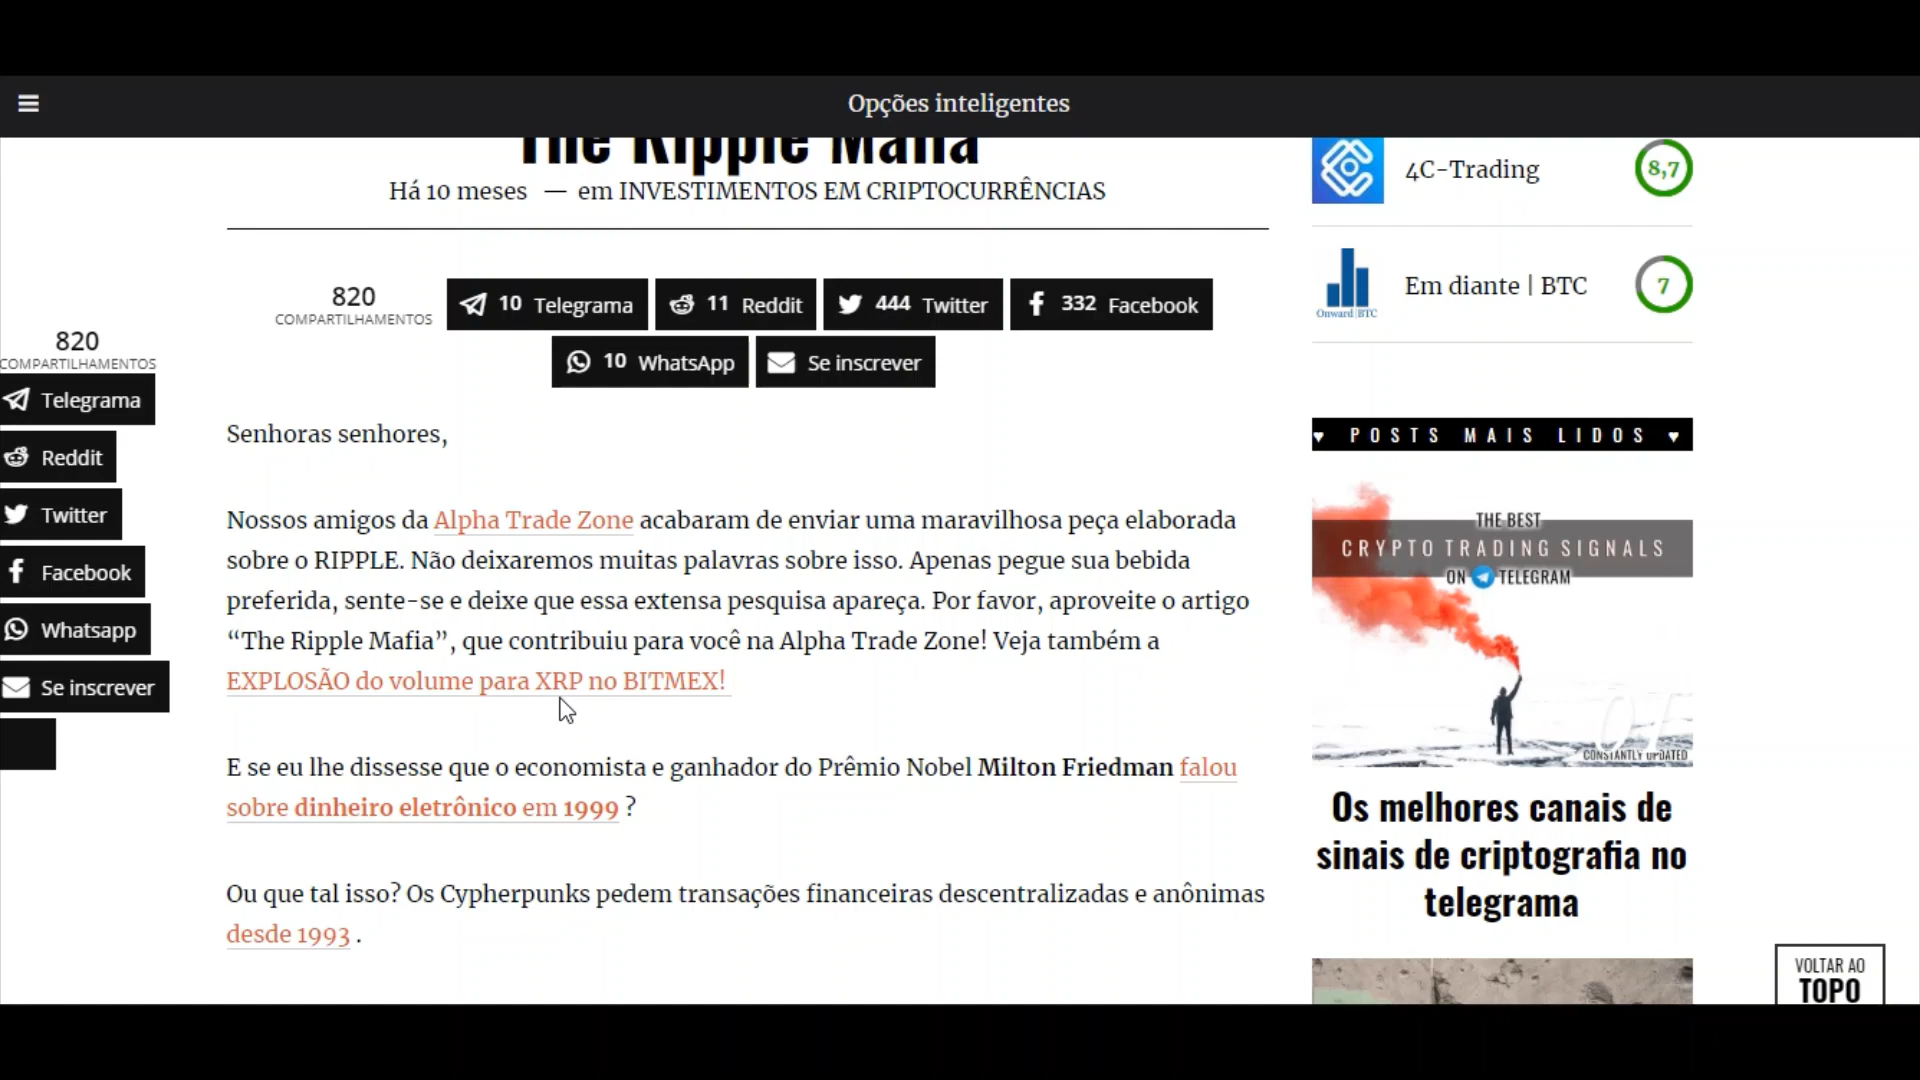 Opções inteligentes
The Ripple Mafia
Há 10 meses — em INVESTIMENTOS EM CRIPTOCURRÊNCIAS
820
COMPARTILHAMENTOS
10 Telegrama
11 Reddit
444 Twitter
332 Facebook
10 WhatsApp
Se inscrever
820
COMPARTILHAMENTOS
Telegrama
Reddit
Twitter
Facebook
Whatsapp
Se inscrever
Senhoras senhores,
Nossos amigos da Alpha Trade Zone acabaram de enviar uma maravilhosa peça elaborada
sobre o RIPPLE. Não deixaremos muitas palavras sobre isso. Apenas pegue sua bebida
preferida, sente-se e deixe que essa extensa pesquisa apareça. Por favor, aproveite o artigo
“The Ripple Mafia”, que contribuiu para você na Alpha Trade Zone! Veja também a
EXPLOSÃO do volume para XRP no BITMEX!
E se eu lhe dissesse que o economista e ganhador do Prêmio Nobel Milton Friedman falou
sobre dinheiro eletrônico em 1999 ?
Ou que tal isso? Os Cypherpunks pedem transações financeiras descentralizadas e anônimas
desde 1993 .
4C-Trading
8,7
Onward|BTC
Em diante | BTC
7
♥ POSTS MAIS LIDOS ♥
THE BEST
CRYPTO TRADING SIGNALS
ON TELEGRAM
CONSTANTLY UPDATED
Os melhores canais de
sinais de criptografia no
telegrama
VOLTAR AO
TOPO